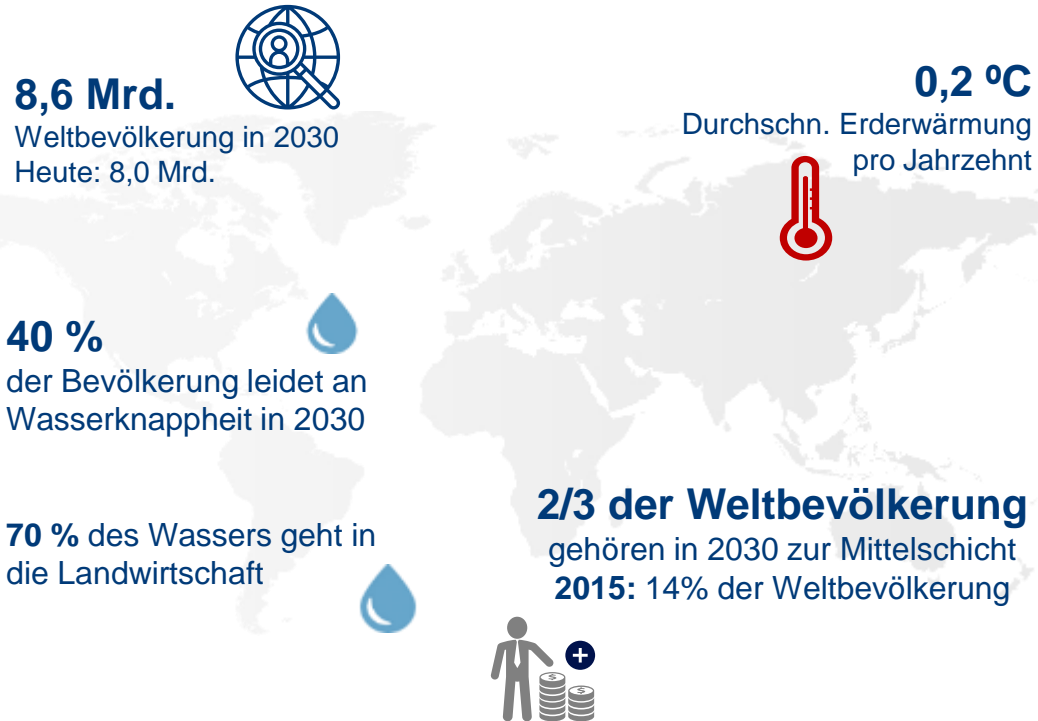 8,6 Mrd.
Weltbevölkerung in 2030
Heute: 8,0 Mrd.
0,2 ºC
Durchschn. Erderwärmung
pro Jahrzehnt
40 %
der Bevölkerung leidet an
Wasserknappheit in 2030
70 % des Wassers geht in
die Landwirtschaft
2/3 der Weltbevölkerung
gehören in 2030 zur Mittelschicht
2015: 14% der Weltbevölkerung